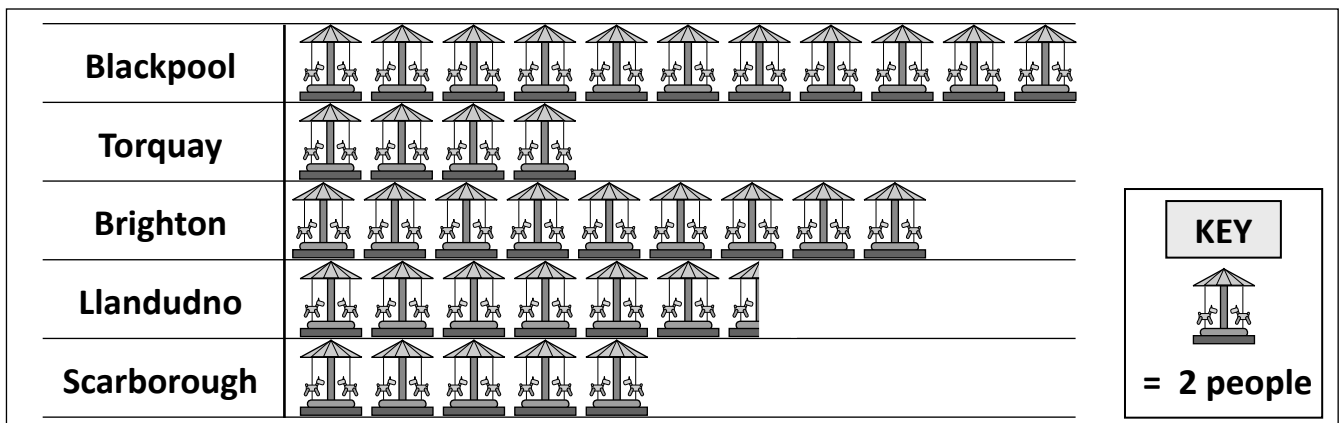 Blackpool
Torquay
Brighton
Llandudno
Scarborough
KEY
= 2 people